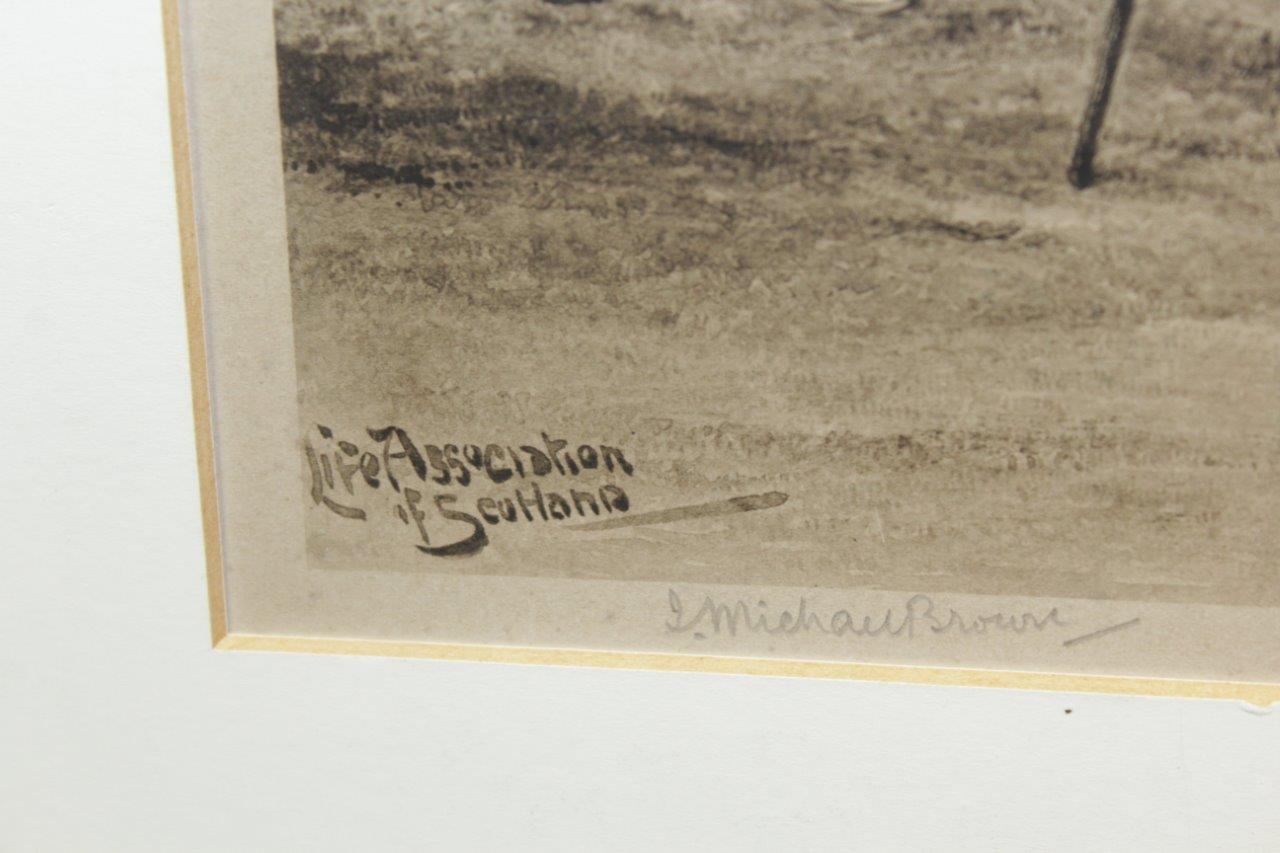 Life Association
of Scotland
J. Michael Brown